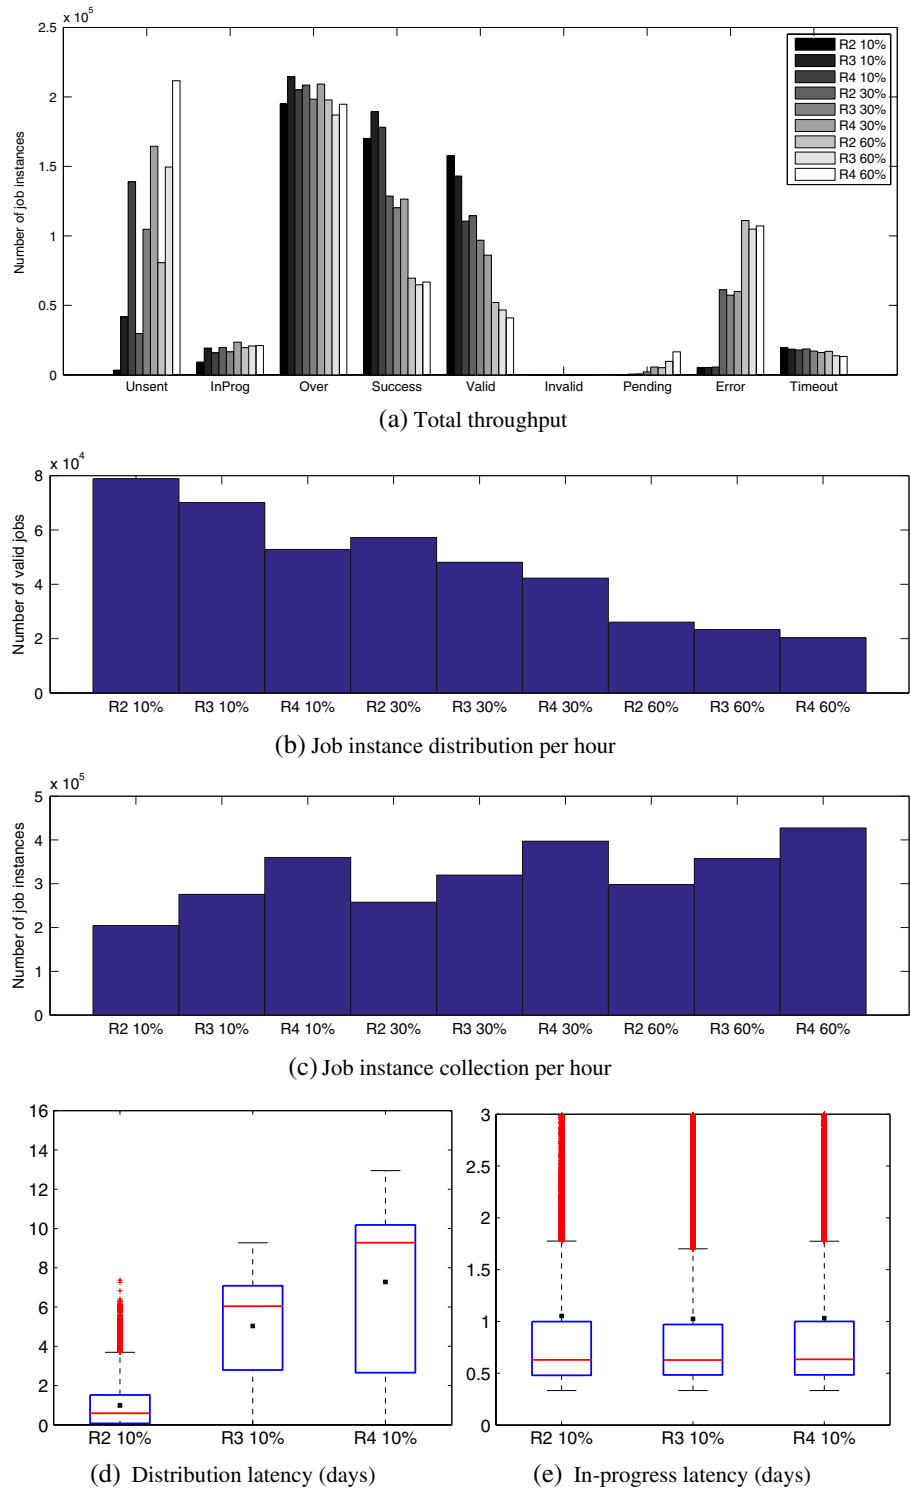 x 10^5
2.5
2
1.5
1
0.5
0
Number of job instances
R2 10%
R3 10%
R4 10%
R2 30%
R3 30%
R4 30%
R2 60%
R3 60%
R4 60%
Unsent InProg Over Success Valid Invalid Pending Error Timeout
(a) Total throughput
x 10^4
8
6
4
2
0
Number of valid jobs
R2 10% R3 10% R4 10% R2 30% R3 30% R4 30% R2 60% R3 60% R4 60%
(b) Job instance distribution per hour
x 10^5
5
4
3
2
1
0
Number of job instances
R2 10% R3 10% R4 10% R2 30% R3 30% R4 30% R2 60% R3 60% R4 60%
(c) Job instance collection per hour
16
14
12
10
8
6
4
2
0
R2 10% R3 10% R4 10%
(d) Distribution latency (days)
3
2.5
2
1.5
1
0.5
0
R2 10% R3 10% R4 10%
(e) In-progress latency (days)